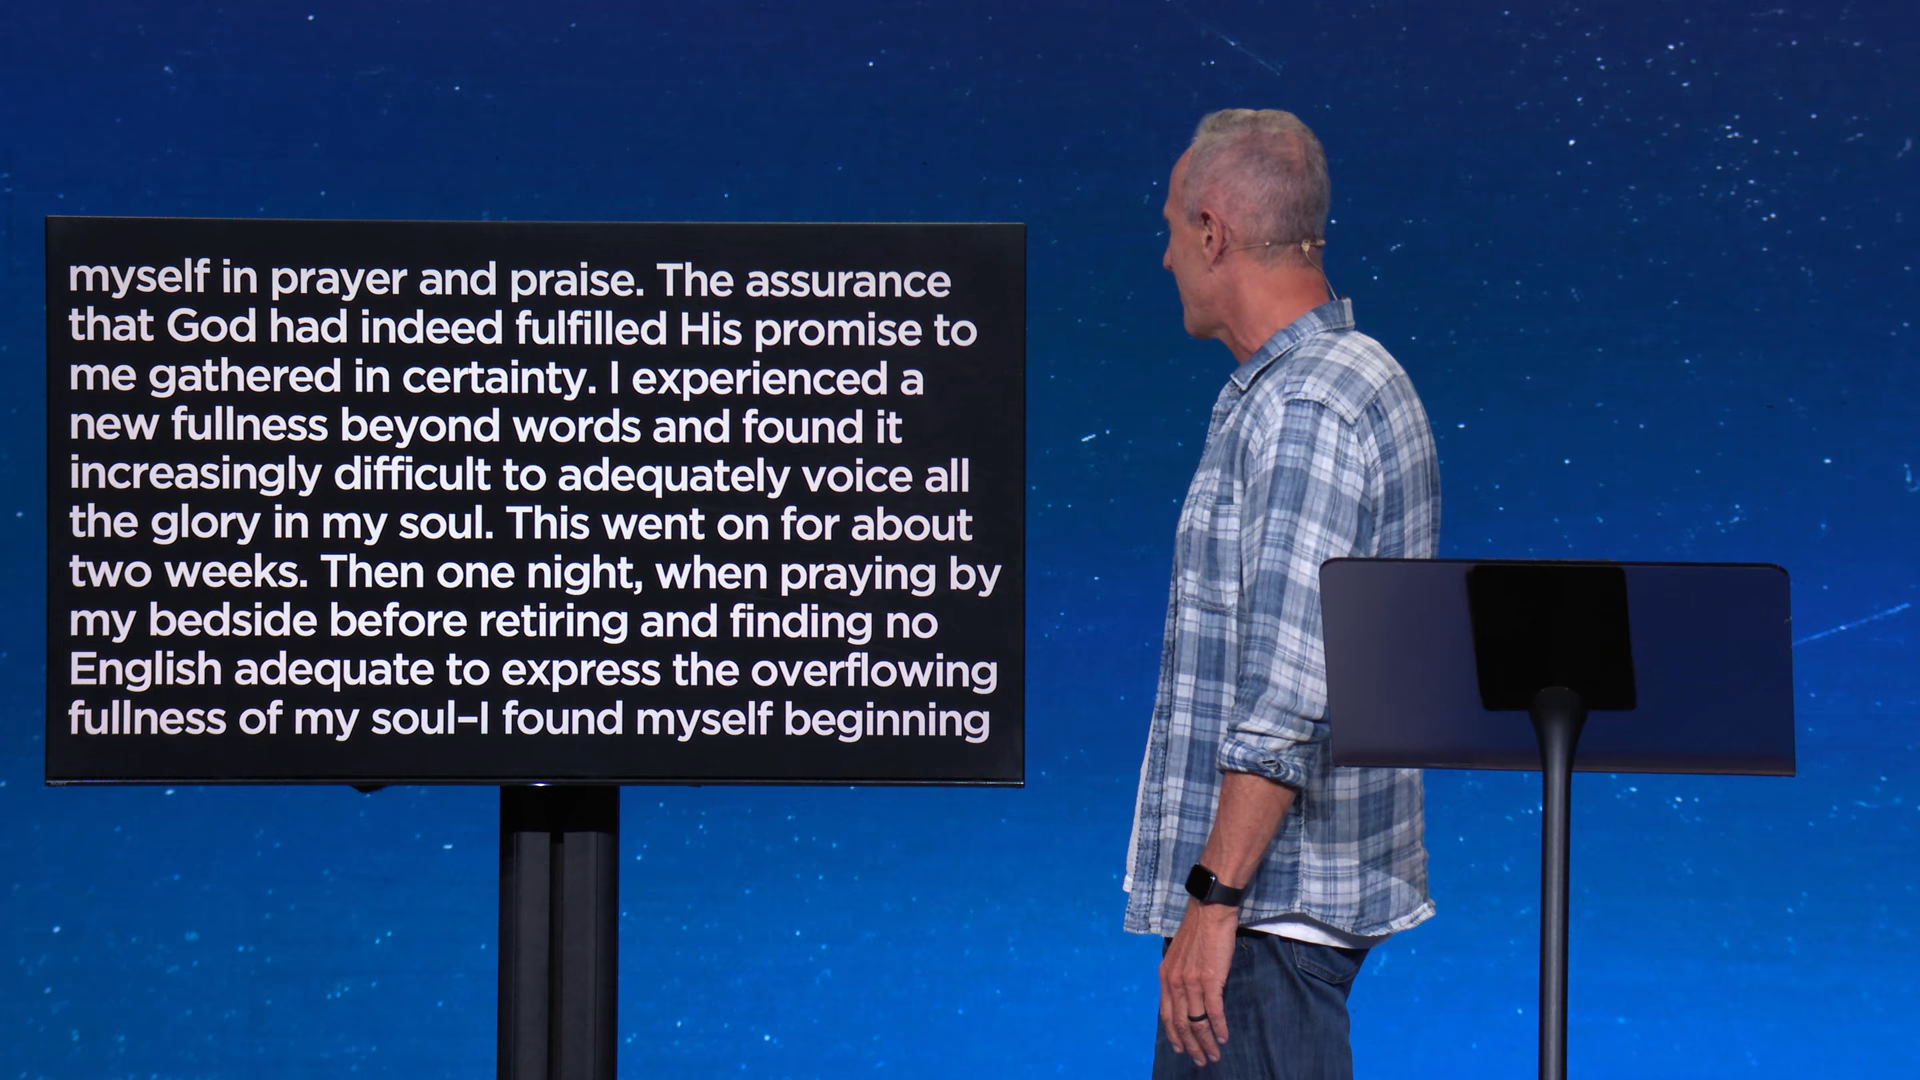 myself in prayer and praise. The assurance
that God had indeed fulfilled His promise to
me gathered in certainty. I experienced a
new fullness beyond words and found it
increasingly difficult to adequately voice all
the glory in my soul. This went on for about
two weeks. Then one night, when praying by
my bedside before retiring and finding no
English adequate to express the overflowing
fullness of my soul–I found myself beginning